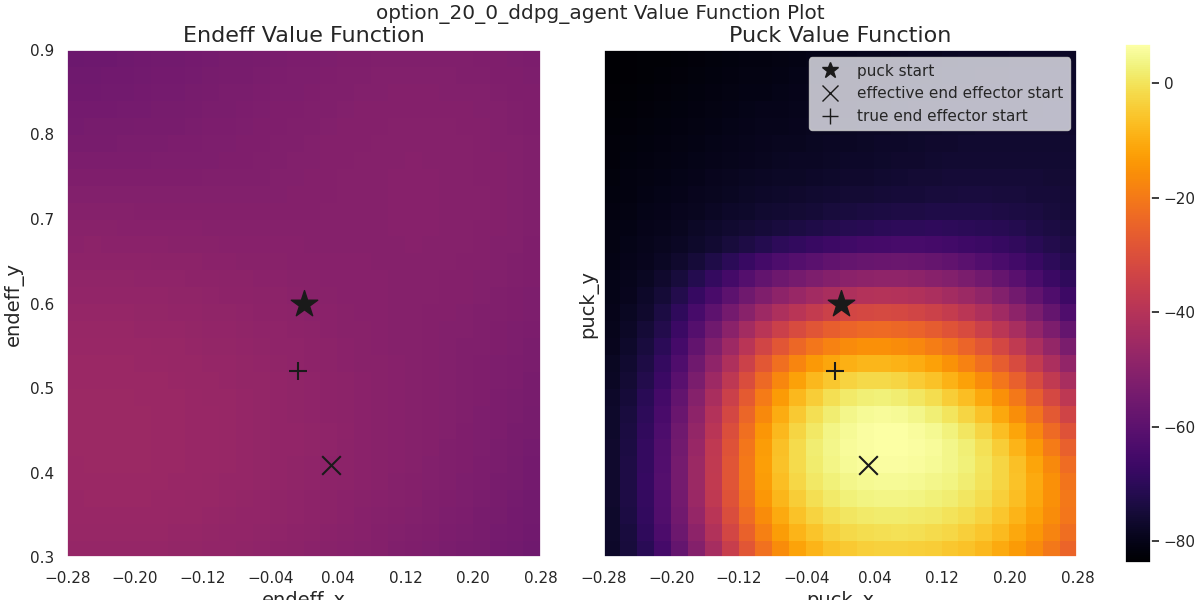 option_20_0_ddpg_agent Value Function Plot
Endeff Value Function
Puck Value Function
endeff_y
0.9
0.8
0.7
0.6
0.5
0.4
0.3
−0.28 −0.20 −0.12 −0.04 0.04 0.12 0.20 0.28
endeff_x
puck_y
puck start
effective end effector start
true end effector start
−0.28 −0.20 −0.12 −0.04 0.04 0.12 0.20 0.28
puck_x
0
−20
−40
−60
−80